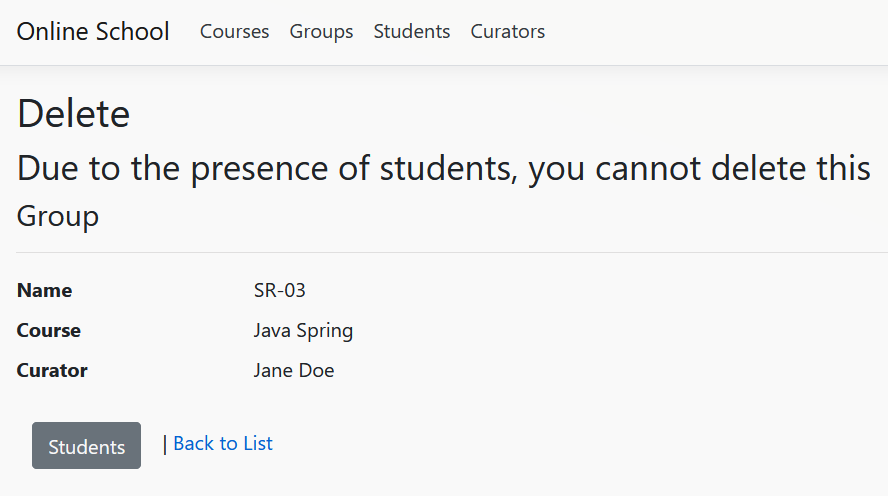 Online School Courses Groups Students Curators
Delete
Due to the presence of students, you cannot delete this
Group
Name SR-03
Course Java Spring
Curator Jane Doe
Students | Back to List